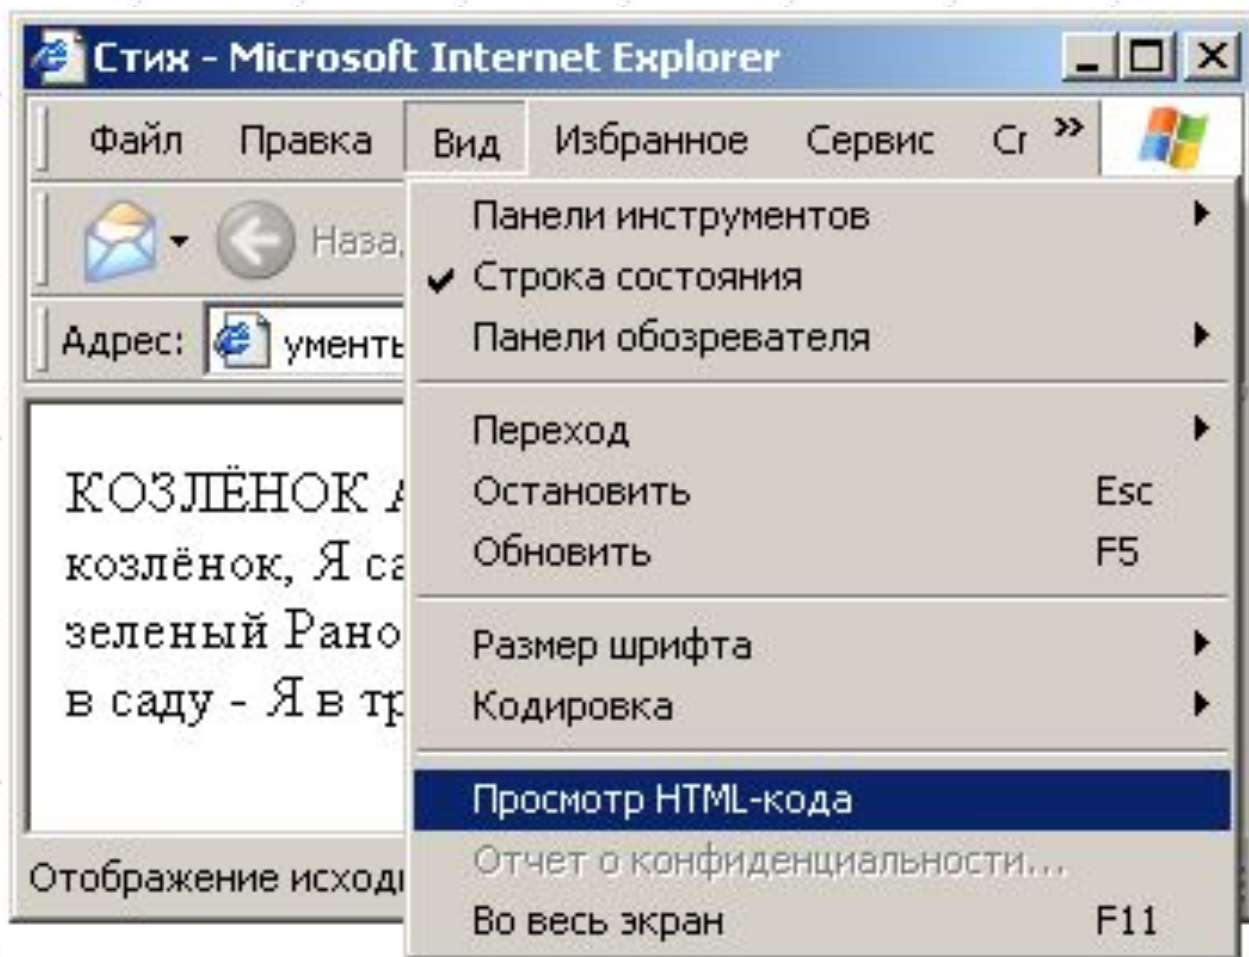 Стих - Microsoft Internet Explorer
Файл Правка Вид Избранное Сервис
Панели инструментов
Строка состояния
Панели обозревателя
Адрес:
Переход
Остановить Esc
Обновить F5
Размер шрифта
Кодировка
Просмотр HTML-кода
Отчет о конфиденциальности...
Во весь экран F11
КОЗЛЁНОК
козлёнок, Я
зеленый Рано
в саду - Я в
Отображение